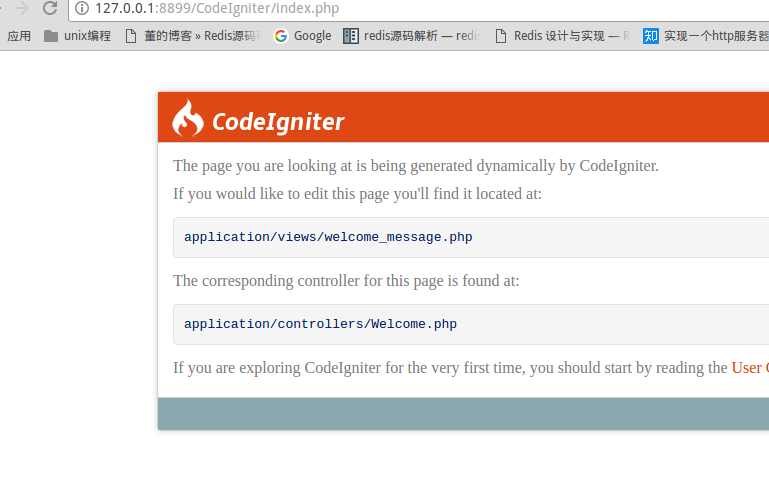 127.0.0.1:8899/CodeIgniter/index.php
应用 unix编程 董的博客 » Redis源码 Google redis源码解析 — redi Redis 设计与实现 — R 知 实现一个http服务器
CodeIgniter
The page you are looking at is being generated dynamically by CodeIgniter.
If you would like to edit this page you'll find it located at:
application/views/welcome_message.php
The corresponding controller for this page is found at:
application/controllers/Welcome.php
If you are exploring CodeIgniter for the very first time, you should start by reading the User